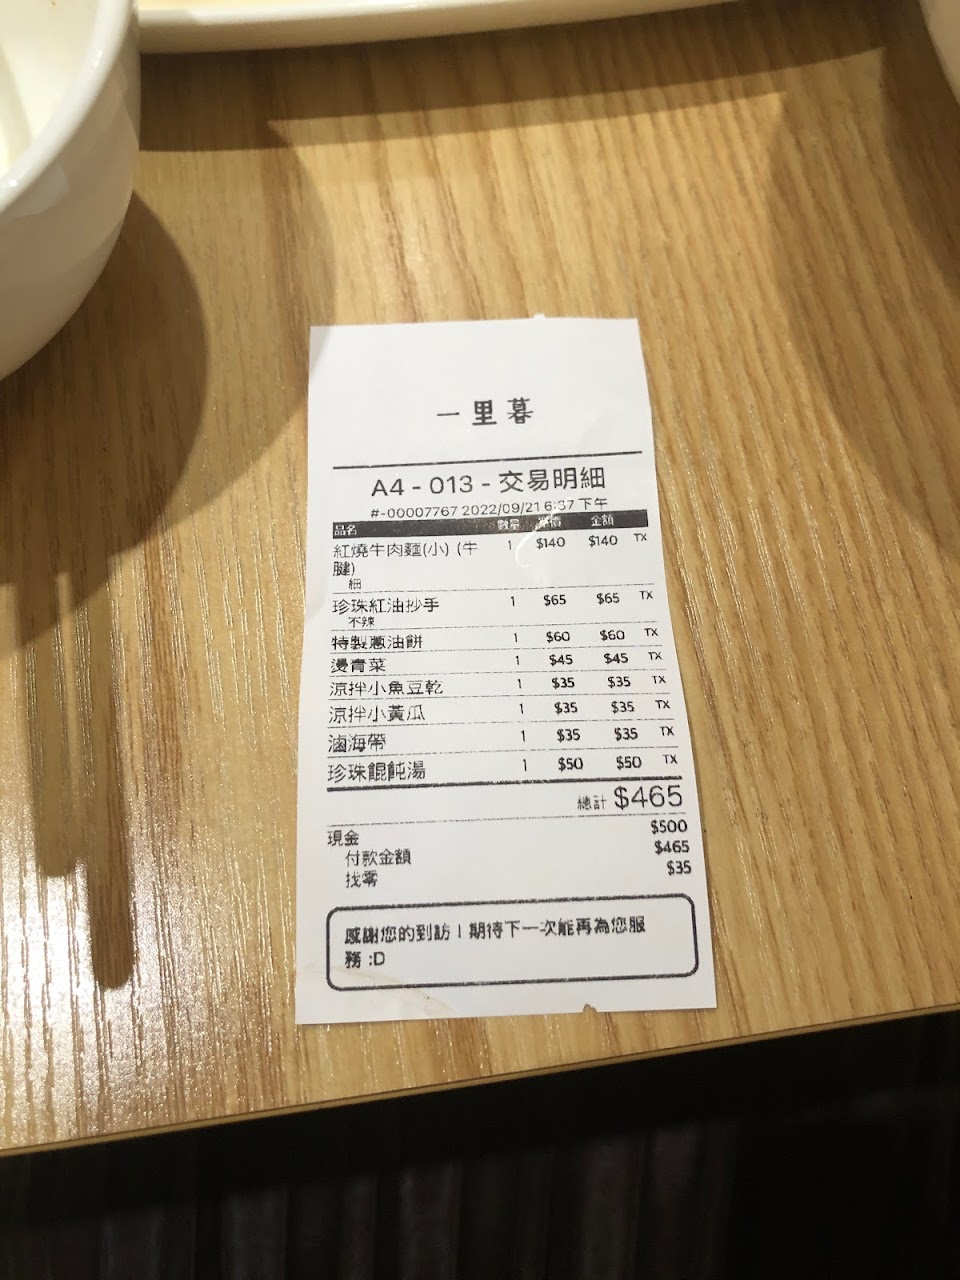 一里暮
A4 - 013 - 交易明細
#-00007767 2022/09/21 6:37 下午
品名 數量 單價 金額
紅燒牛肉麵(小) (牛 1 $140 $140 TX
腱)
細
珍珠紅油抄手 1 $65 $65 TX
不辣
特製蔥油餅 1 $60 $60 TX
燙青菜 1 $45 $45 TX
涼拌小魚豆乾 1 $35 $35 TX
涼拌小黃瓜 1 $35 $35 TX
滷海帶 1 $35 $35 TX
珍珠餛飩湯 1 $50 $50 TX
總計 $465
現金 $500
付款金額 $465
找零 $35
感謝您的到訪！期待下一次能再為您服
務 :D